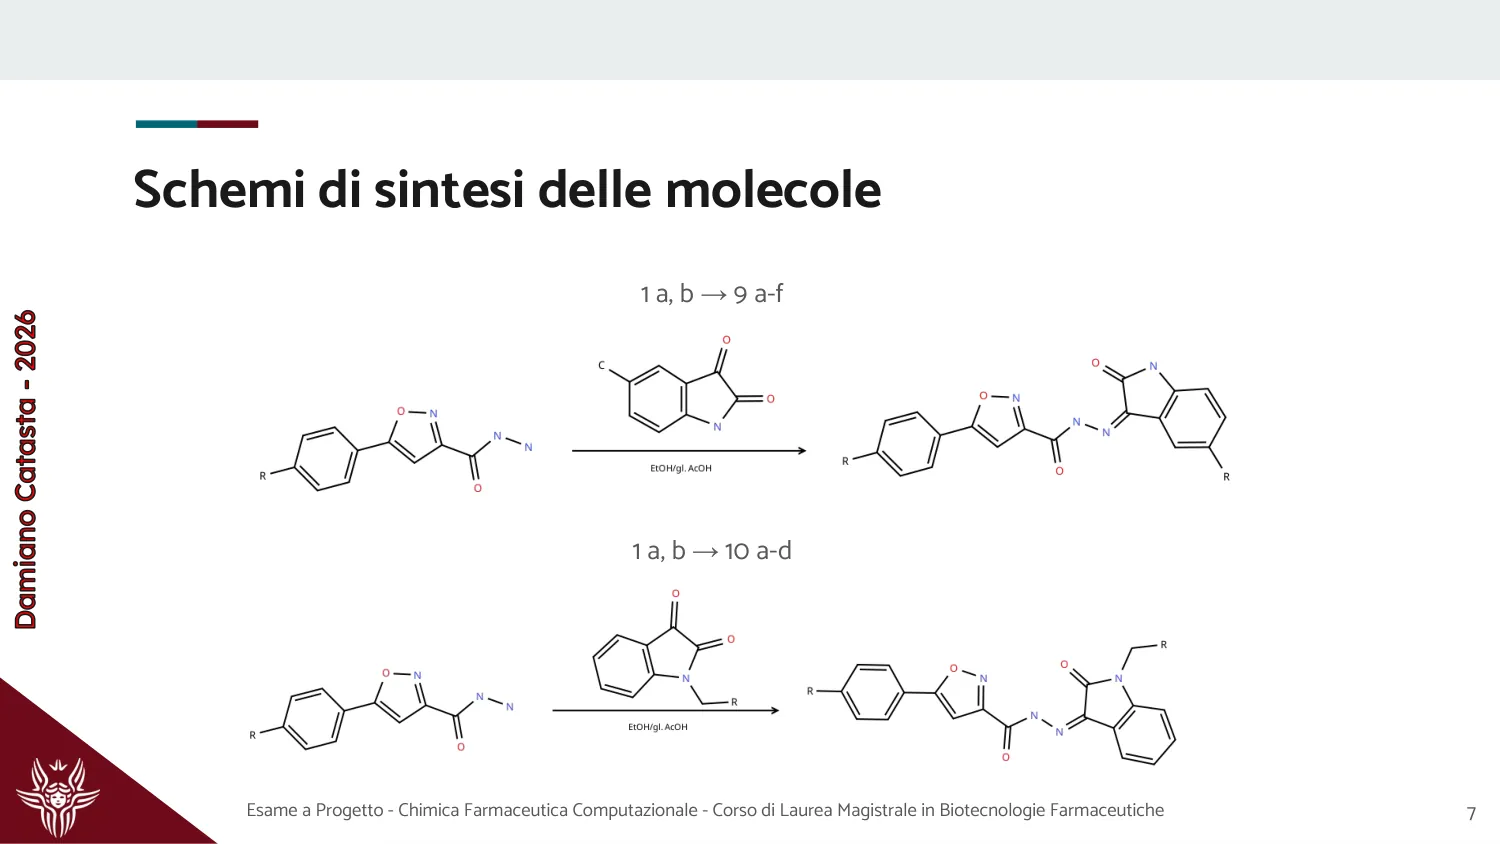 Schemi di sintesi delle molecole
Damiano Catasta - 2026
1 a, b → 9 a-f
O
O
C
N
EtOH/gl. AcOH
R
O
N
N
N
O
R
O
N
N
N
O
O
N
R
1 a, b → 10 a-d
O
O
N
R
EtOH/gl. AcOH
R
O
N
N
N
O
R
O
N
N
N
O
O
N
R
Esame a Progetto - Chimica Farmaceutica Computazionale - Corso di Laurea Magistrale in Biotecnologie Farmaceutiche
7